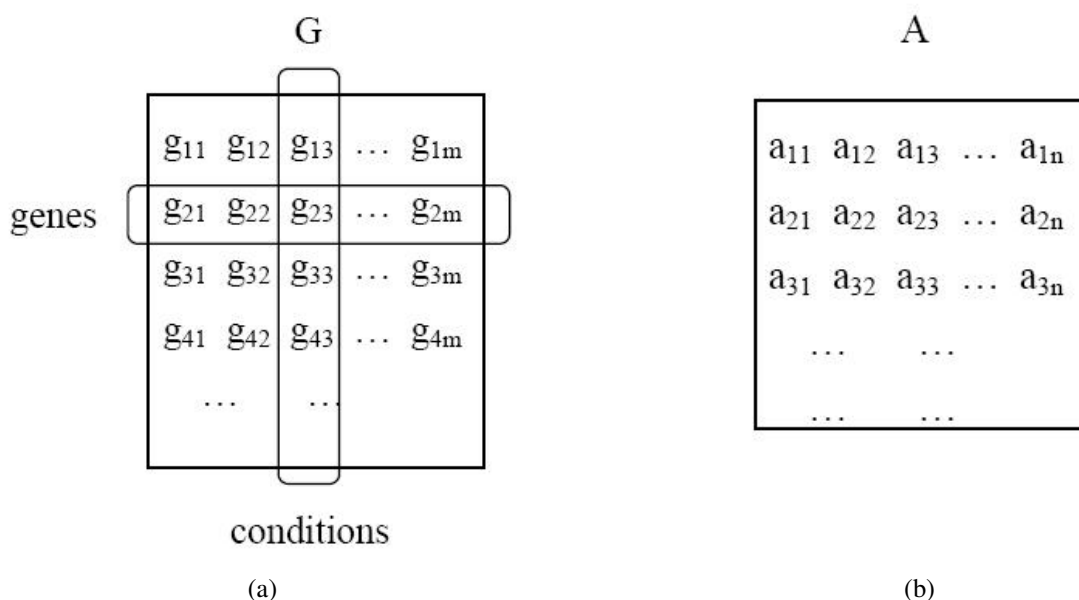 G
g11 g12 g13 ... g1m
genes
g21 g22 g23 ... g2m
g31 g32 g33 ... g3m
g41 g42 g43 ... g4m
... ...
conditions
(a)
A
a11 a12 a13 ... a1n
a21 a22 a23 ... a2n
a31 a32 a33 ... a3n
... ...
... ...
(b)